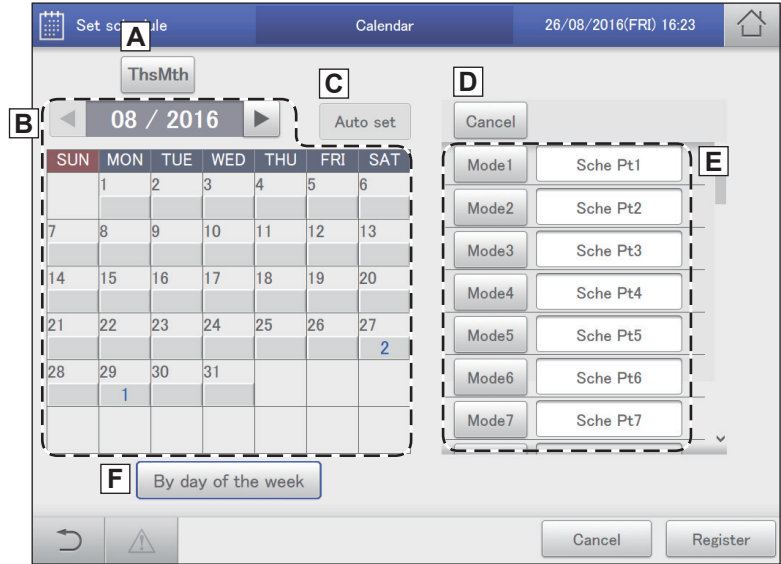 Set schedule Calendar 26/08/2016(FRI) 16:23
A
ThsMth
C
D
B
08 / 2016
Auto set
Cancel
SUN MON TUE WED THU FRI SAT
1 2 3 4 5 6
7 8 9 10 11 12 13
14 15 16 17 18 19 20
21 22 23 24 25 26 27
2
28 29 30 31
1
E
Mode1 Sche Pt1
Mode2 Sche Pt2
Mode3 Sche Pt3
Mode4 Sche Pt4
Mode5 Sche Pt5
Mode6 Sche Pt6
Mode7 Sche Pt7
F
By day of the week
Cancel Register